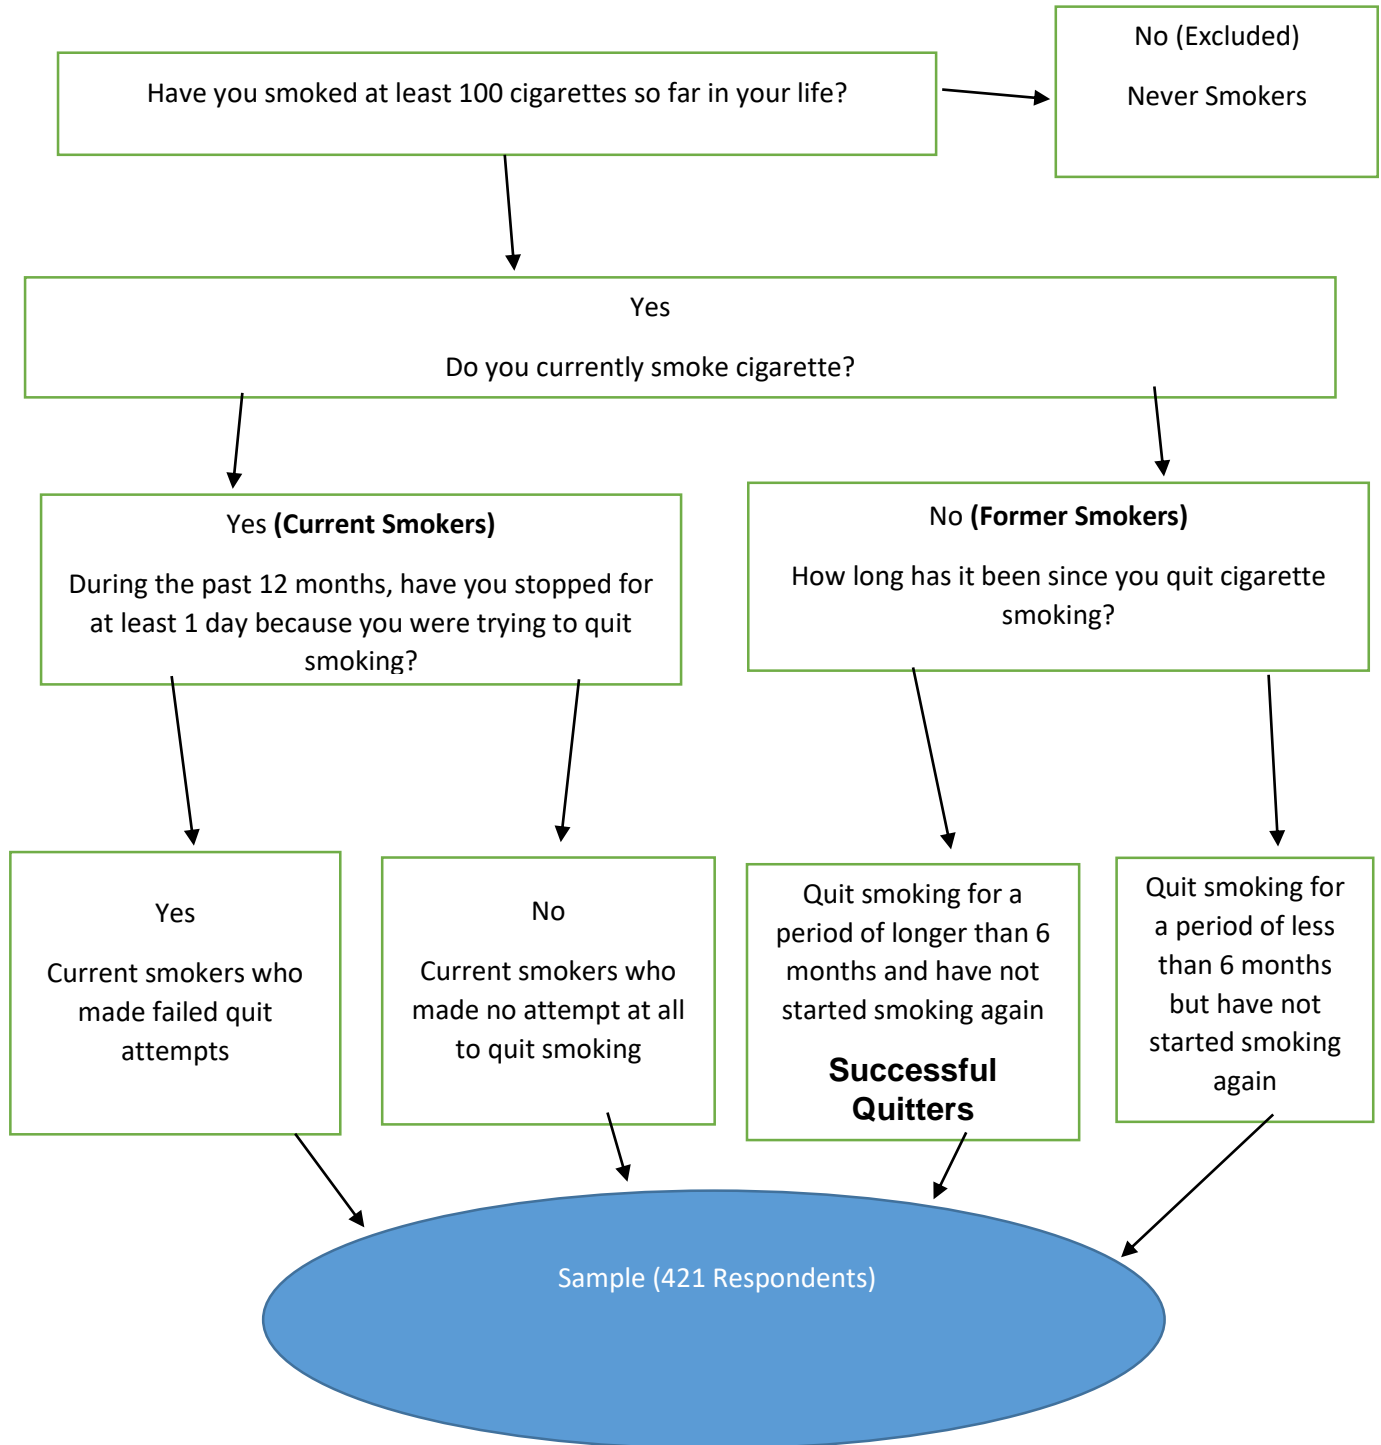 No (Excluded)
Never Smokers
Have you smoked at least 100 cigarettes so far in your life?
Yes
Do you currently smoke cigarette?
Yes (Current Smokers)
During the past 12 months, have you stopped for
at least 1 day because you were trying to quit
smoking?
No (Former Smokers)
How long has it been since you quit cigarette
smoking?
Yes
Current smokers who
made failed quit
attempts
No
Current smokers who
made no attempt at all
to quit smoking
Quit smoking for a
period of longer than 6
months and have not
started smoking again
Successful
Quitters
Quit smoking for
a period of less
than 6 months
but have not
started smoking
again
Sample (421 Respondents)